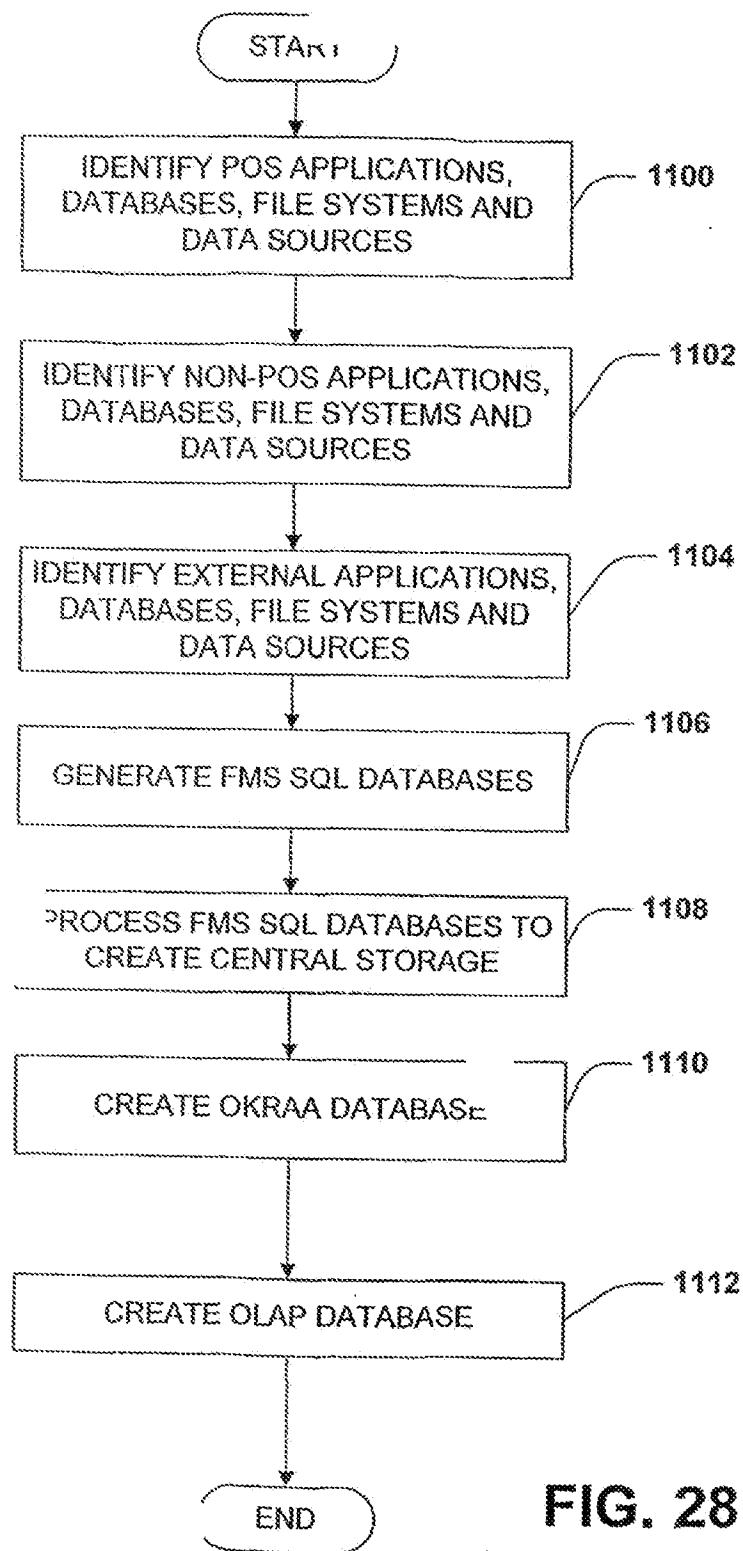 START
IDENTIFY POS APPLICATIONS,
DATABASES, FILE SYSTEMS AND
DATA SOURCES
1100
IDENTIFY NON-POS APPLICATIONS,
DATABASES, FILE SYSTEMS AND
DATA SOURCES
1102
IDENTIFY EXTERNAL APPLICATIONS,
DATABASES, FILE SYSTEMS AND
DATA SOURCES
1104
GENERATE FMS SQL DATABASES
1106
PROCESS FMS SQL DATABASES TO
CREATE CENTRAL STORAGE
1108
CREATE OKRAA DATABASE
1110
CREATE OLAP DATABASE
1112
END
FIG. 28